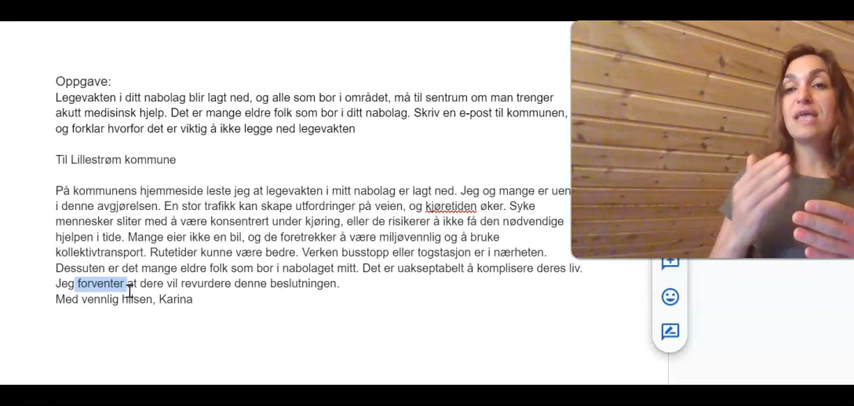 Oppgave:
Legevakten i ditt nabolag blir lagt ned, og alle som bor i området, må til sentrum om man trenger
akutt medisinsk hjelp. Det er mange eldre folk som bor i ditt nabolag. Skriv en e-post til kommunen,
og forklar hvorfor det er viktig å ikke legge ned legevakten
Til Lillestrøm kommune
På kommunens hjemmeside leste jeg at legevakten i mitt nabolag er lagt ned. Jeg og mange er
i denne avgjørelsen. En stor trafikk kan skape utfordringer på veien, og kjøretiden øker. Syke
mennesker sliter med å være konsentrert under kjøring, eller de risikerer å ikke få den nødvendige
hjelpen i tide. Mange eier ikke en bil, og de foretrekker å være miljøvennlig og å bruke
kollektivtransport. Rutetider kunne være bedre. Verken busstopp eller togstasjon er i nærheten.
Dessuten er det mange eldre folk som bor i nabolaget mitt. Det er uakseptabelt å komplisere deres liv.
Jeg forventer at dere vil revurdere denne beslutningen.
Med vennlig hilsen, Karina